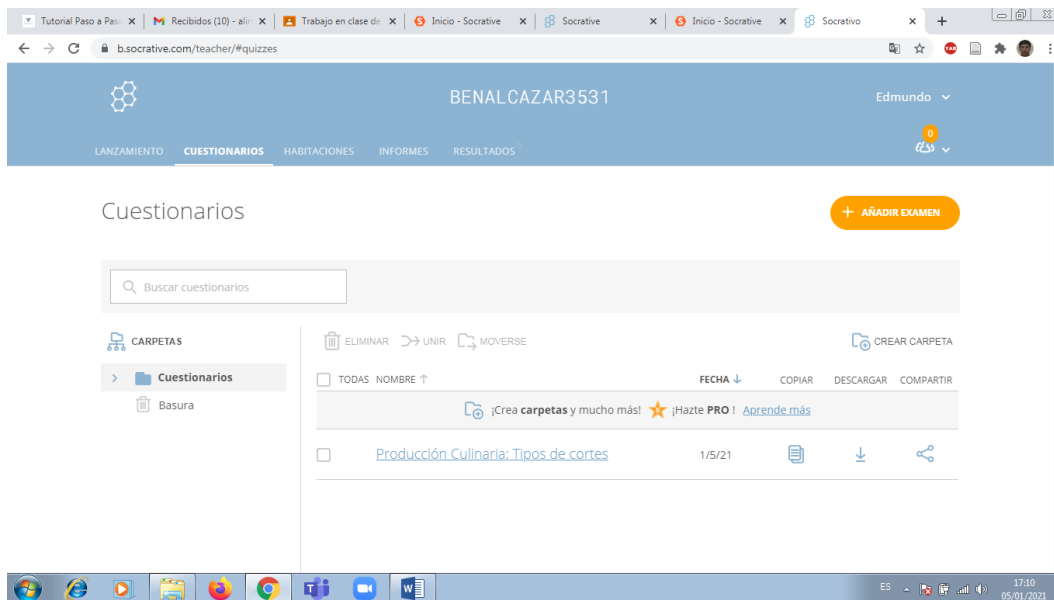 Tutorial Paso a Paso
Recibidos (10) - alin
Trabajo en clase de
Inicio - Socrative
Socrative
Inicio - Socrative
Socrativo
b.socrative.com/teacher/#quizzes
BENALCAZAR3531
Edmundo
0
LANZAMIENTO CUESTIONARIOS HABITACIONES INFORMES RESULTADOS
Cuestionarios
+ AÑADIR EXAMEN
Buscar cuestionarios
CARPETAS
Cuestionarios
Basura
ELIMINAR UNIR MOVERSE
CREAR CARPETA
TODAS NOMBRE FECHA COPIAR DESCARGAR COMPARTIR
¡Crea carpetas y mucho más! ¡Hazte PRO ! Aprende más
Producción Culinaria: Tipos de cortes 1/5/21
ES
17:10
05/01/2021